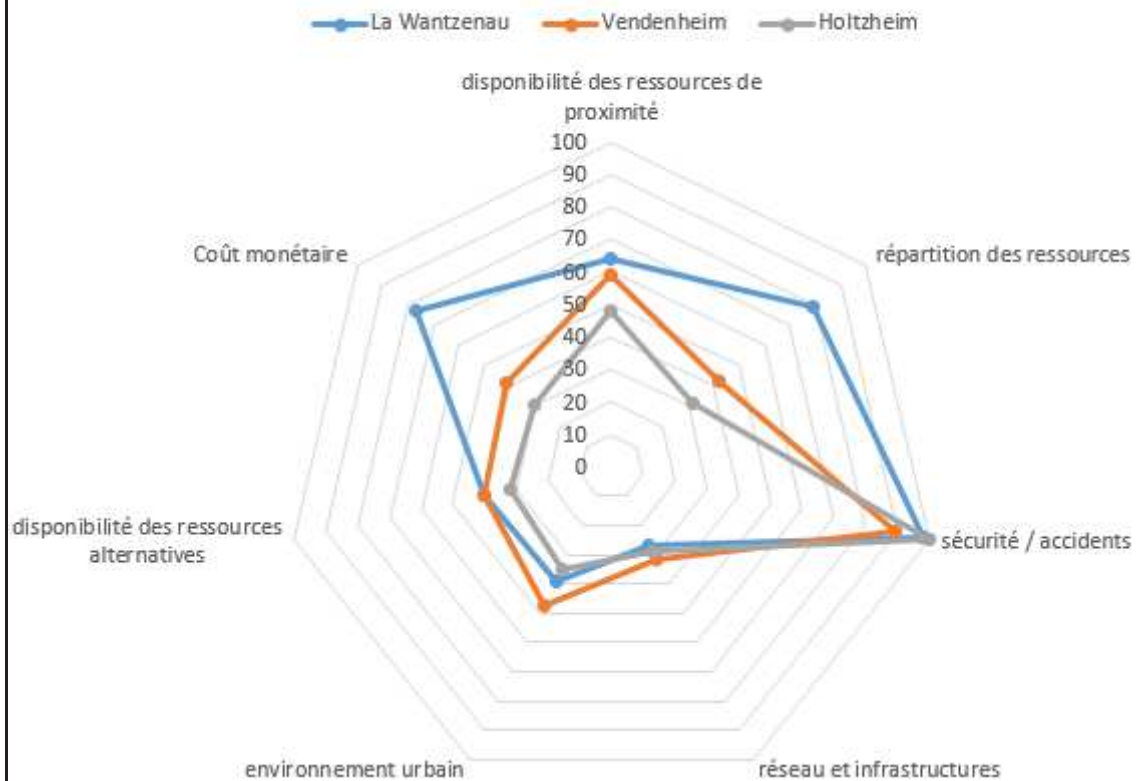 La Wantzenau Vendenheim Holtzheim
disponibilité des ressources de
proximité
100
90
80
70
60
50
40
30
20
10
0
Coût monétaire
répartition des ressources
disponibilité des ressources
alternatives
sécurité / accidents
environnement urbain
réseau et infrastructures